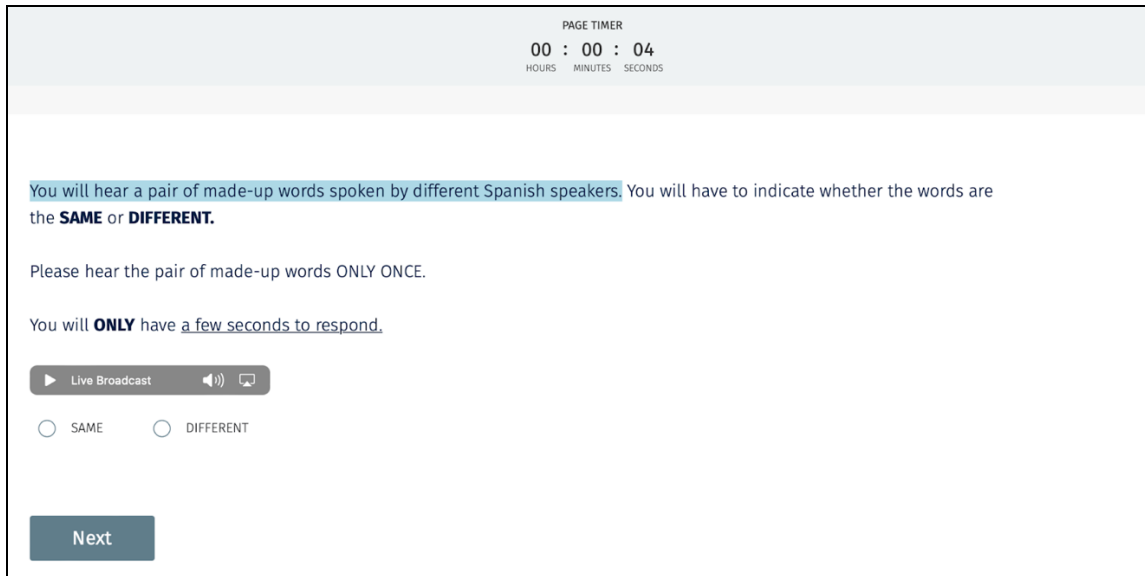 PAGE TIMER
00 : 00 : 04
HOURS MINUTES SECONDS
You will hear a pair of made-up words spoken by different Spanish speakers. You will have to indicate whether the words are
the SAME or DIFFERENT.
Please hear the pair of made-up words ONLY ONCE.
You will ONLY have a few seconds to respond.
Live Broadcast
SAME DIFFERENT
Next